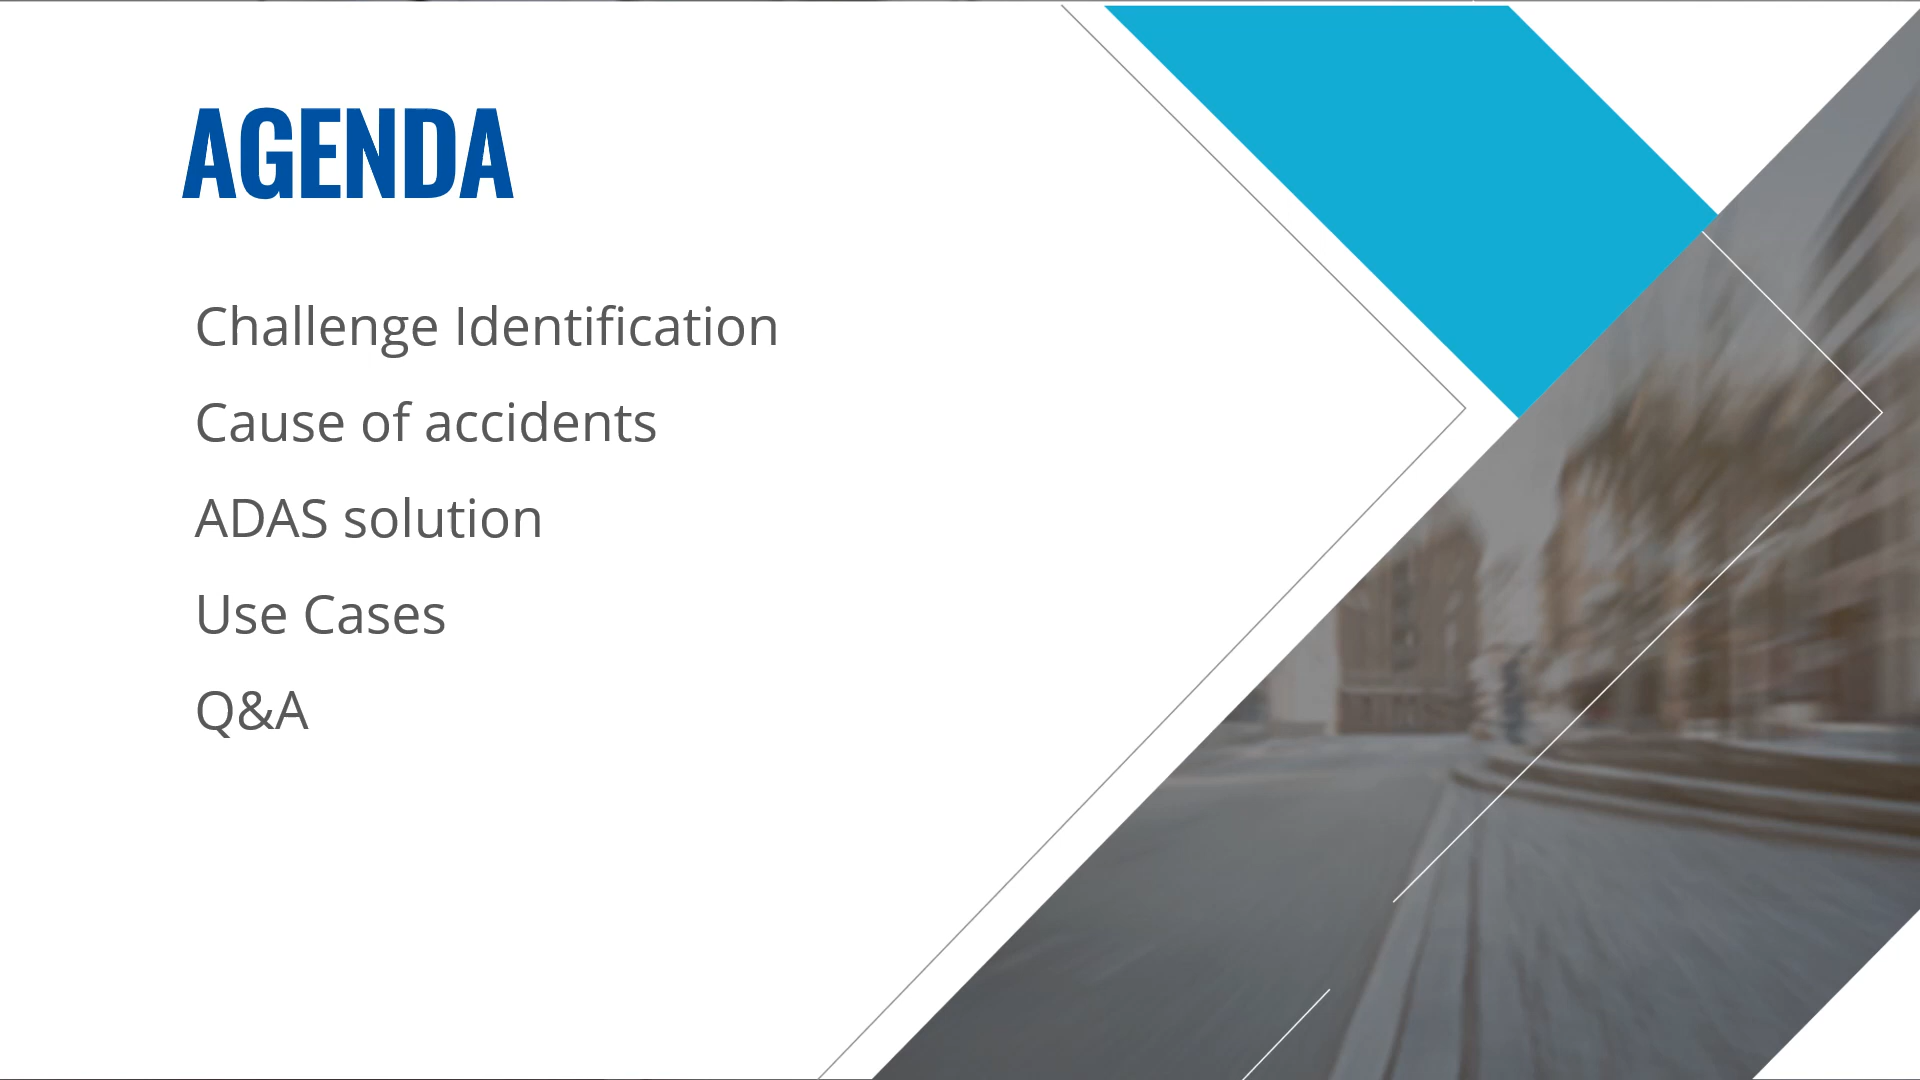 AGENDA
Challenge Identification
Cause of accidents
ADAS solution
Use Cases
Q&A